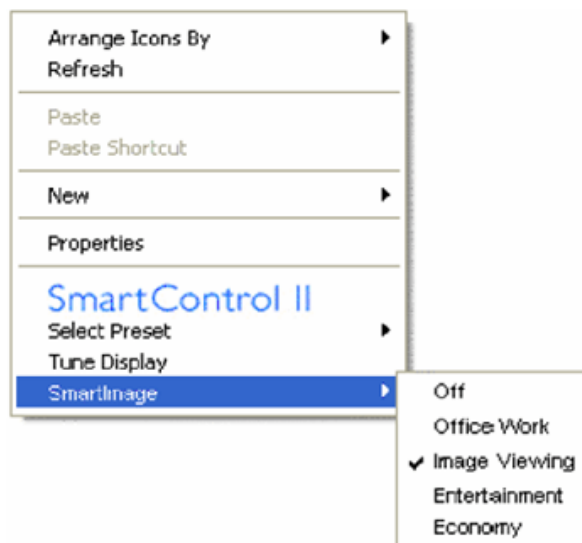 Arrange Icons By
Refresh
Paste
Paste Shortcut
New
Properties
SmartControl II
Select Preset
Tune Display
SmartImage
Off
Office Work
Image Viewing
Entertainment
Economy